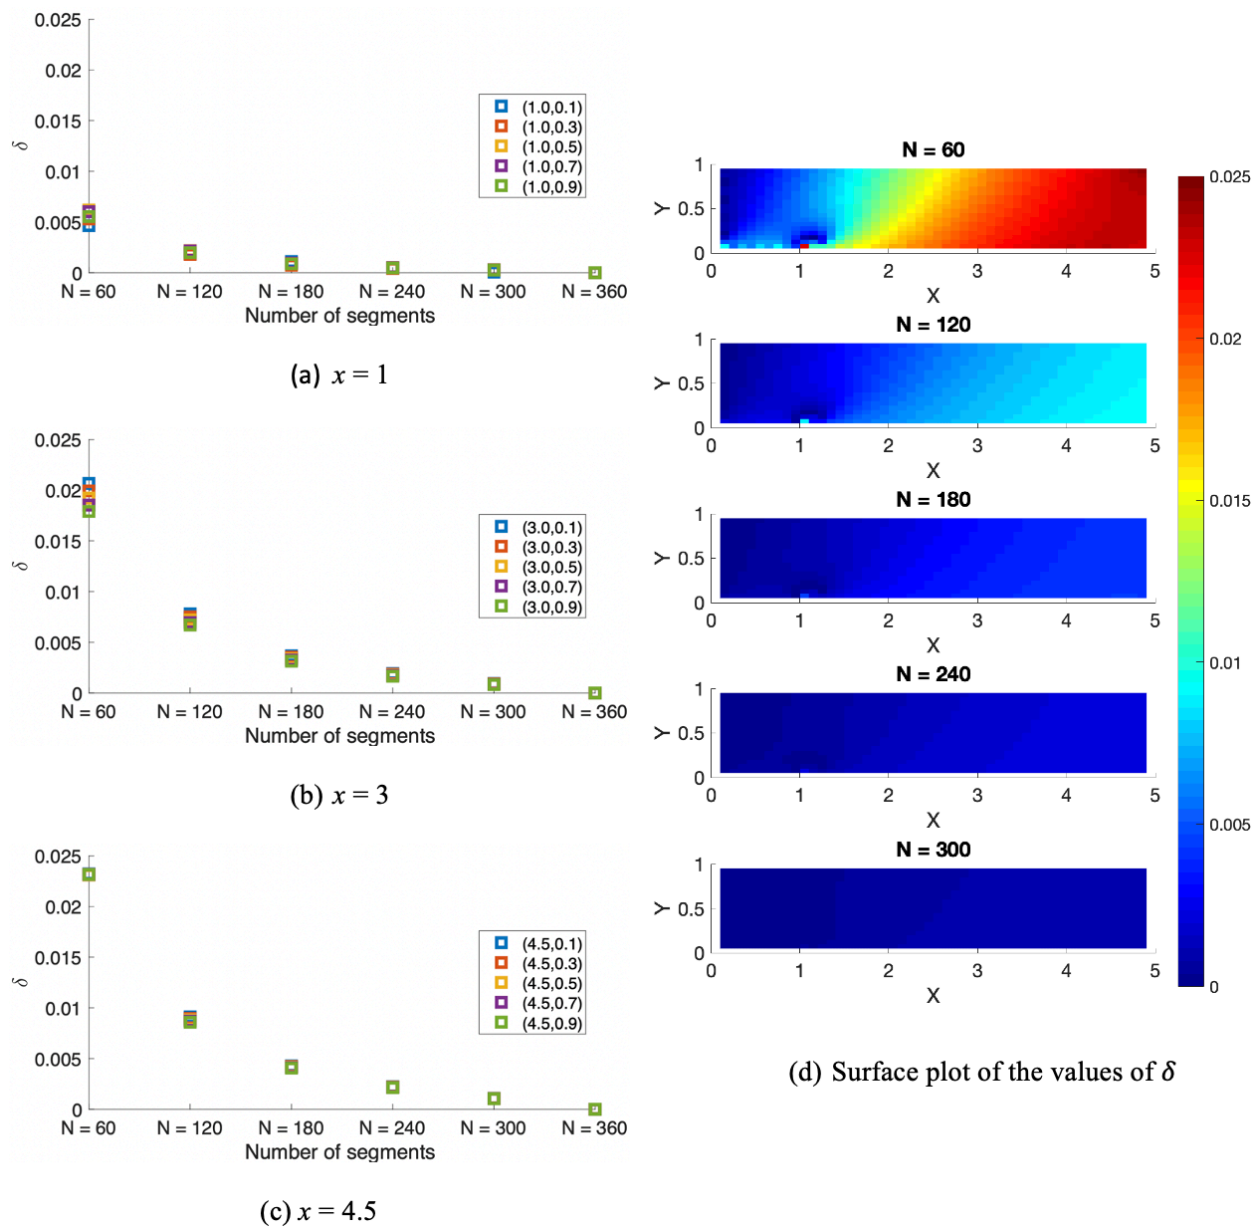 0.025
0.02
0.015
0.01
0.005
0
δ
(1.0,0.1)
(1.0,0.3)
(1.0,0.5)
(1.0,0.7)
(1.0,0.9)
N = 60 N = 120 N = 180 N = 240 N = 300 N = 360
Number of segments
(a) x = 1
0.025
0.02
0.015
0.01
0.005
0
δ
(3.0,0.1)
(3.0,0.3)
(3.0,0.5)
(3.0,0.7)
(3.0,0.9)
N = 60 N = 120 N = 180 N = 240 N = 300 N = 360
Number of segments
(b) x = 3
0.025
0.02
0.015
0.01
0.005
0
δ
(4.5,0.1)
(4.5,0.3)
(4.5,0.5)
(4.5,0.7)
(4.5,0.9)
N = 60 N = 120 N = 180 N = 240 N = 300 N = 360
Number of segments
(c) x = 4.5
N = 60
1
0.5
0
Y
0 1 2 3 4 5
X
N = 120
1
0.5
0
Y
0 1 2 3 4 5
X
N = 180
1
0.5
0
Y
0 1 2 3 4 5
X
N = 240
1
0.5
0
Y
0 1 2 3 4 5
X
N = 300
1
0.5
0
Y
0 1 2 3 4 5
X
0.025
0.02
0.015
0.01
0.005
0
(d) Surface plot of the values of δ